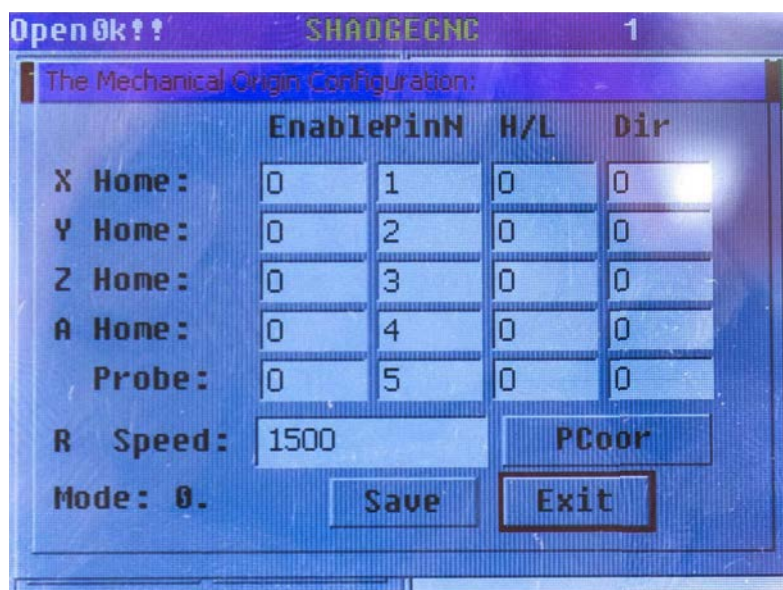 Open0k!! SHAOGECNC 1
The Mechanical Origin Configuration:
EnablePinN H/L Dir
X Home: 0 1 0 0
Y Home: 0 2 0 0
Z Home: 0 3 0 0
A Home: 0 4 0 0
Probe: 0 5 0 0
R Speed: 1500 PCoor
Mode: 0. Save Exit